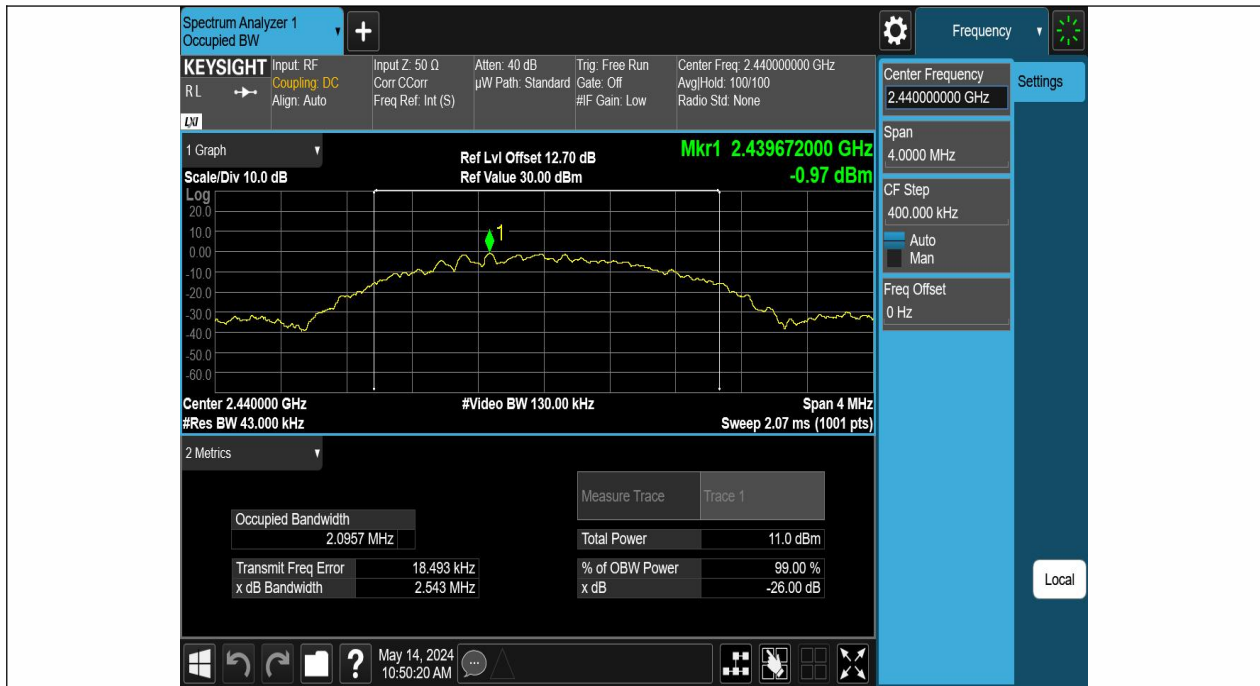 Spectrum Analyzer 1
Occupied BW
+
Frequency
KEYSIGHT
R L
LXI
Input: RF
Coupling: DC
Align: Auto
Input Z: 50 Ω
Corr CCorr
Freq Ref: Int (S)
Atten: 40 dB
µW Path: Standard
Trig: Free Run
Gate: Off
#IF Gain: Low
Center Freq: 2.440000000 GHz
Avg|Hold: 100/100
Radio Std: None
Center Frequency
2.440000000 GHz
Settings
Span
4.0000 MHz
CF Step
400.000 kHz
Auto
Man
Freq Offset
0 Hz
Local
1 Graph
Scale/Div 10.0 dB
Ref Lvl Offset 12.70 dB
Ref Value 30.00 dBm
Mkr1 2.439672000 GHz
-0.97 dBm
Log
20.0
10.0
0.00
-10.0
-20.0
-30.0
-40.0
-50.0
-60.0
1
Center 2.440000 GHz
#Video BW 130.00 kHz
Span 4 MHz
#Res BW 43.000 kHz
Sweep 2.07 ms (1001 pts)
2 Metrics
Measure Trace Trace 1
Occupied Bandwidth
2.0957 MHz
Total Power 11.0 dBm
Transmit Freq Error 18.493 kHz
% of OBW Power 99.00 %
x dB Bandwidth 2.543 MHz
x dB -26.00 dB
?
May 14, 2024
10:50:20 AM